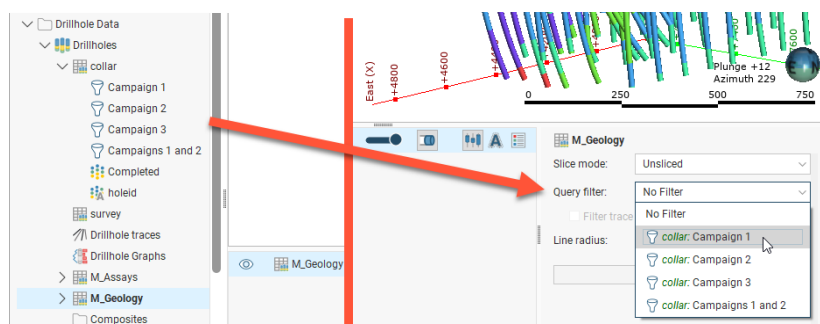 Drillhole Data
Drillholes
collar
Campaign 1
Campaign 2
Campaign 3
Campaigns 1 and 2
Completed
holeid
survey
Drillhole traces
Drillhole Graphs
M_Assays
M_Geology
Composites
M_Geology
East (X)
+4800
+4600
Plunge +12
Azimuth 229
0 250 500 750
A
M_Geology
Slice mode: Unsliced
Query filter: No Filter
Filter trace
Line radius:
No Filter
collar: Campaign 1
collar: Campaign 2
collar: Campaign 3
collar: Campaigns 1 and 2